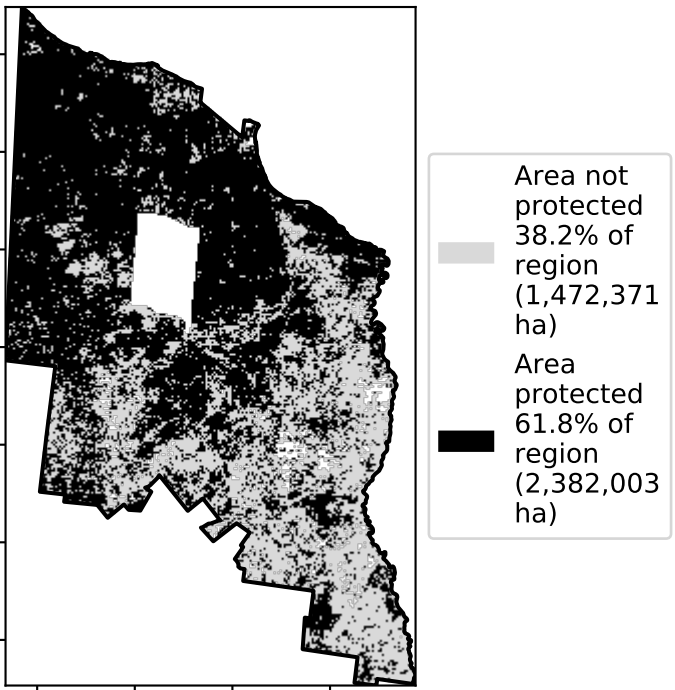 Area not
protected
38.2% of
region
(1,472,371
ha)
Area
protected
61.8% of
region
(2,382,003
ha)